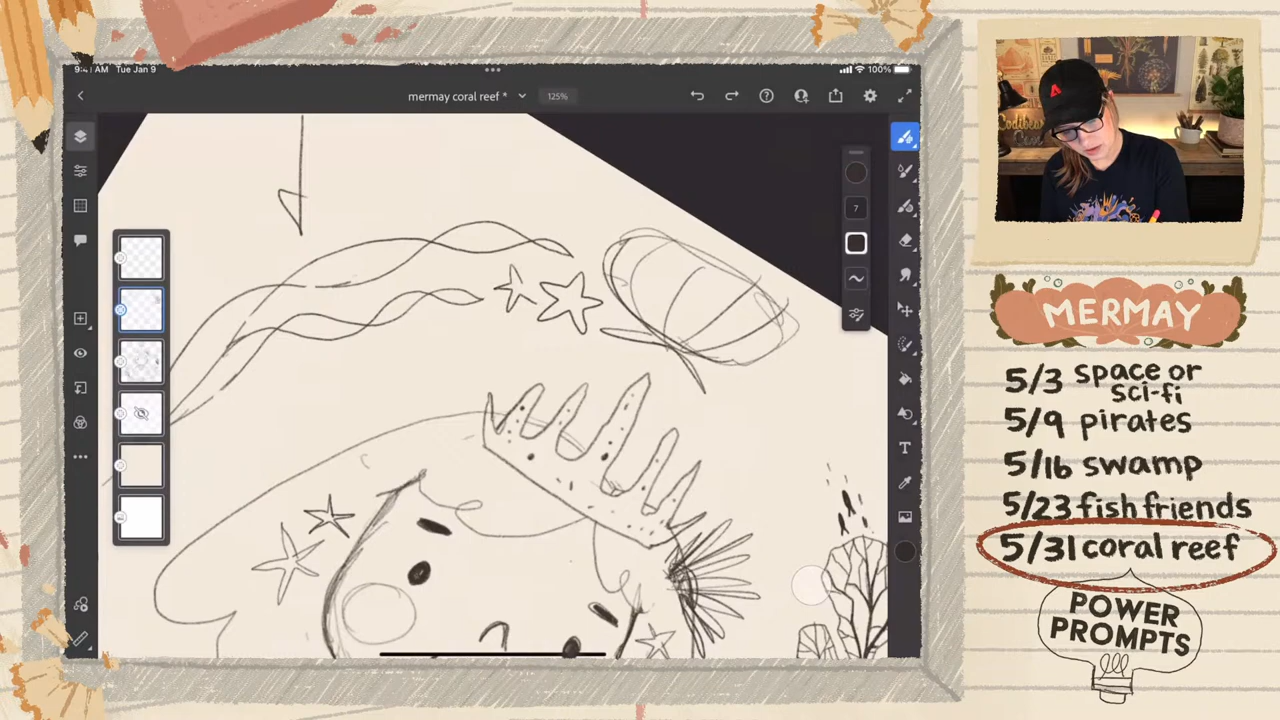 9:41 AM Tue Jan 9
100%
mermay coral reef *
125%
7
T
MERMAY
5/3 space or
sci-fi
5/9 pirates
5/16 swamp
5/23 fish friends
5/31 coral reef
POWER
PROMPTS